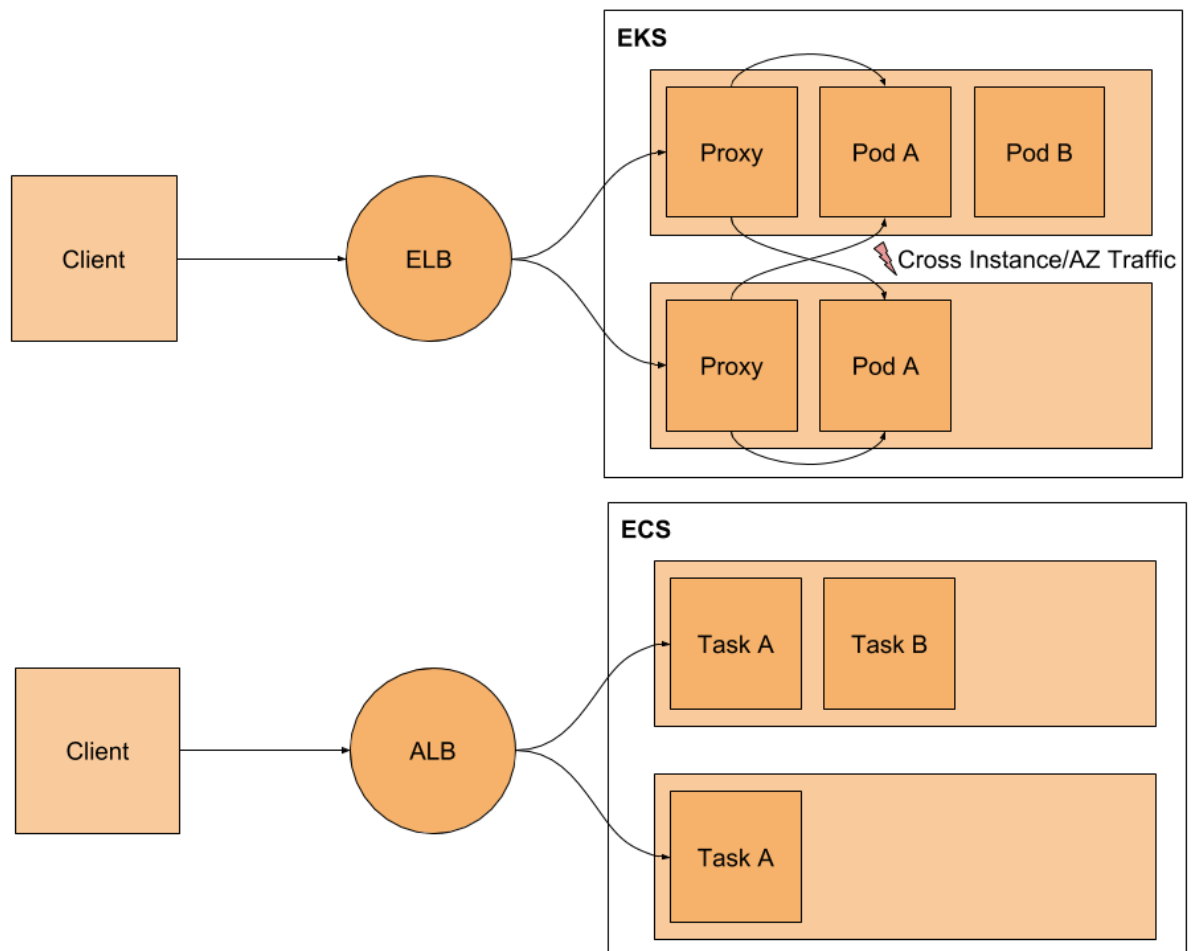 EKS
Proxy
Pod A
Pod B
Client
ELB
Cross Instance/AZ Traffic
Proxy
Pod A
ECS
Task A
Task B
Client
ALB
Task A